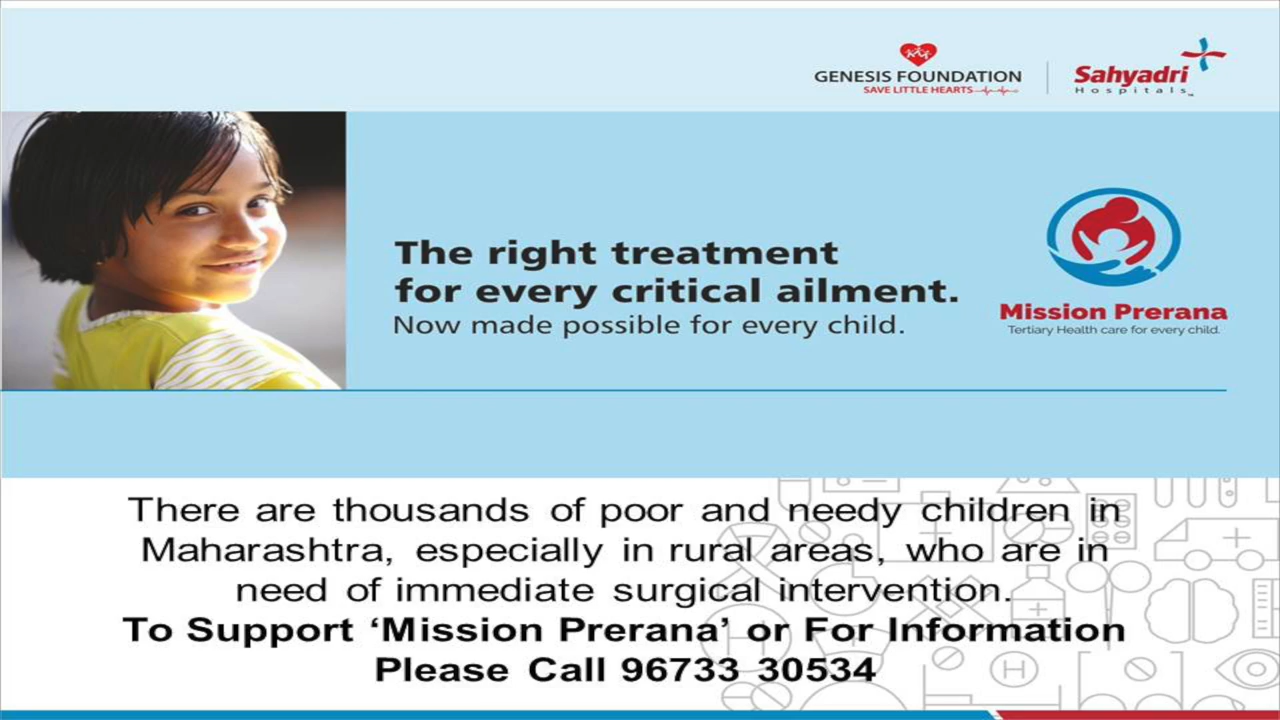 GENESIS FOUNDATION
SAVE LITTLE HEARTS
Sahyadri
Hospitals
The right treatment
for every critical ailment.
Now made possible for every child.
Mission Prerana
Tertiary Health care for every child.
There are thousands of poor and needy children in
Maharashtra, especially in rural areas, who are in
need of immediate surgical intervention.
To Support ‘Mission Prerana’ or For Information
Please Call 96733 30534
H
H